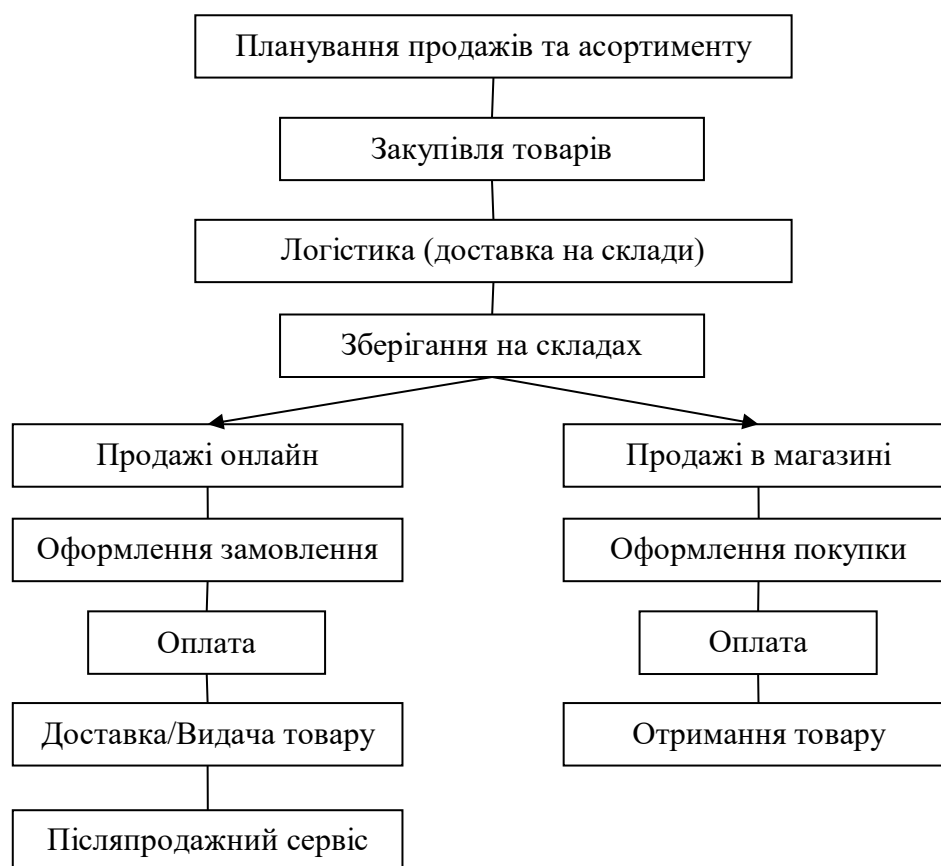 Планування продажів та асортименту
Закупівля товарів
Логістика (доставка на склади)
Зберігання на складах
Продажі онлайн
Продажі в магазині
Оформлення замовлення
Оформлення покупки
Оплата
Оплата
Доставка/Видача товару
Отримання товару
Післяпродажний сервіс